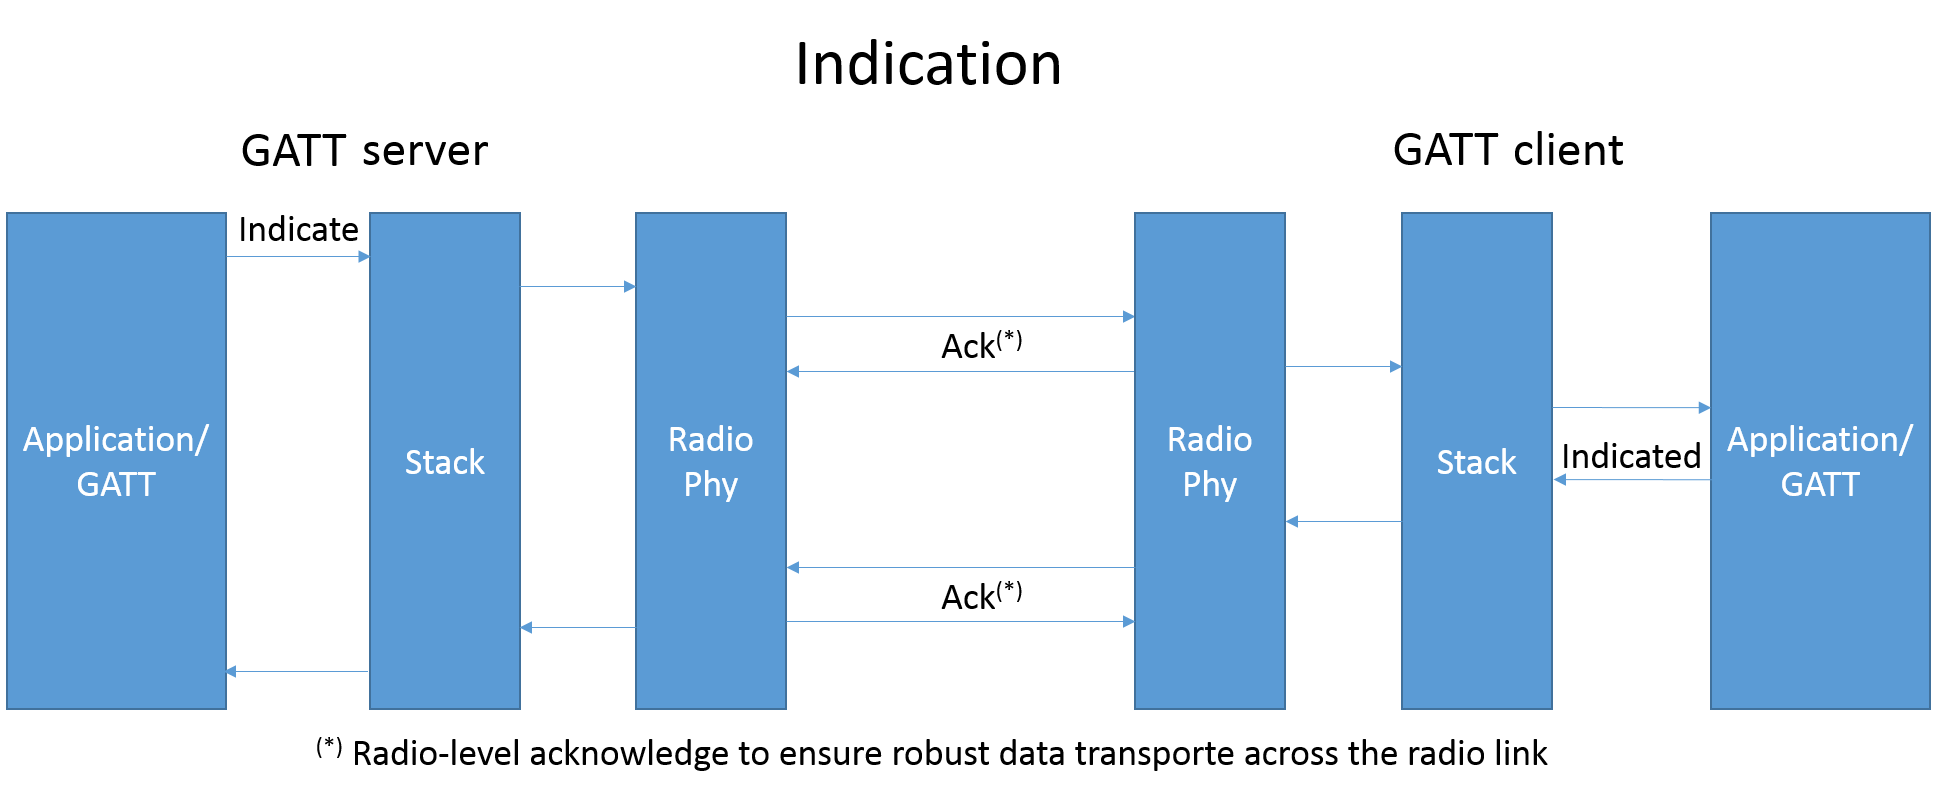 Indication
GATT server
GATT client
Indicate
Ack(*)
Application/
GATT
Stack
Radio
Phy
Radio
Phy
Stack
Indicated
Application/
GATT
Ack(*)
(*) Radio-level acknowledge to ensure robust data transporte across the radio link